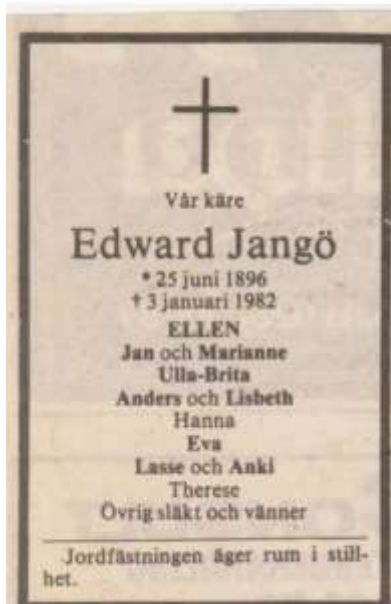 Vår käre
Edward Jangö
* 25 juni 1896
† 3 januari 1982
ELLEN
Jan och Marianne
Ulla-Brita
Anders och Lisbeth
Hanna
Eva
Lasse och Anki
Therese
Övrig släkt och vänner
Jordfästningen äger rum i still-
het.